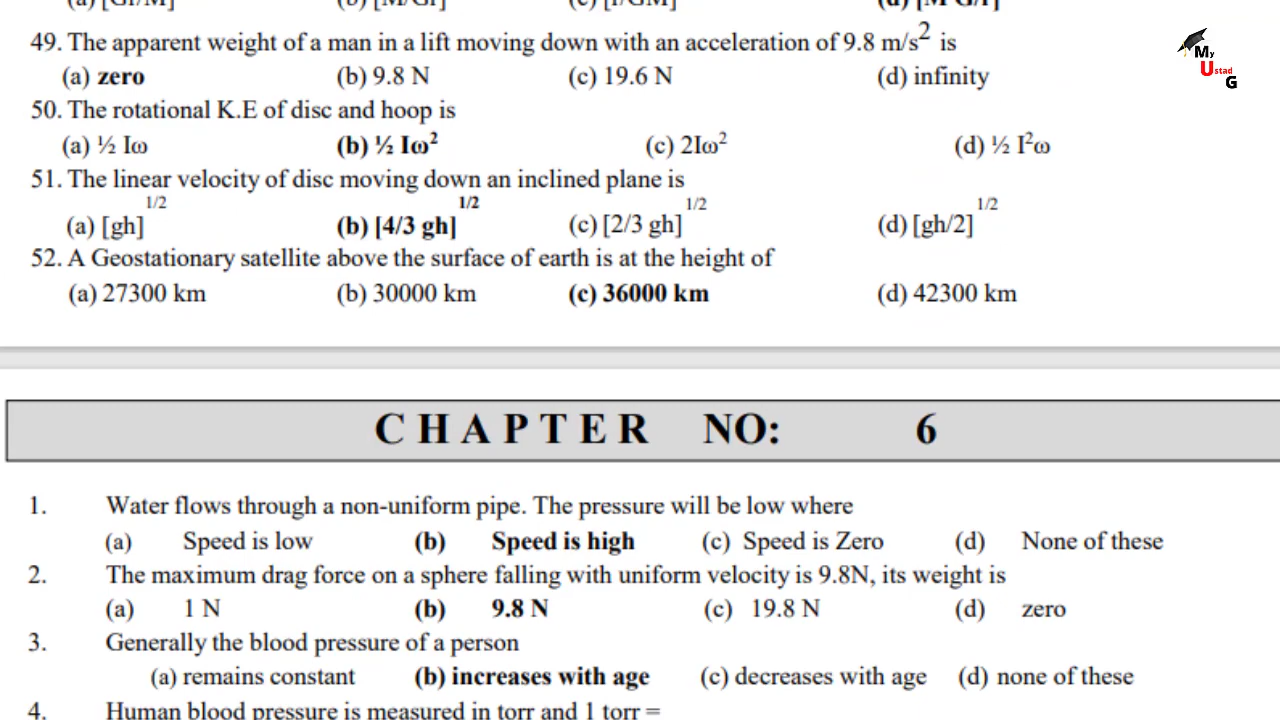 (a) [GI/M] (b) [M/GI] (c) [I/GM] (d) [M G/I]
49. The apparent weight of a man in a lift moving down with an acceleration of 9.8 m/s² is
(a) zero (b) 9.8 N (c) 19.6 N (d) infinity
50. The rotational K.E of disc and hoop is
(a) ½ Iω (b) ½ Iω² (c) 2Iω² (d) ½ I²ω
51. The linear velocity of disc moving down an inclined plane is
(a) [gh]^1/2 (b) [4/3 gh]^1/2 (c) [2/3 gh]^1/2 (d) [gh/2]^1/2
52. A Geostationary satellite above the surface of earth is at the height of
(a) 27300 km (b) 30000 km (c) 36000 km (d) 42300 km
My
Ustad
G
CHAPTER NO: 6
1. Water flows through a non-uniform pipe. The pressure will be low where
(a) Speed is low (b) Speed is high (c) Speed is Zero (d) None of these
2. The maximum drag force on a sphere falling with uniform velocity is 9.8N, its weight is
(a) 1 N (b) 9.8 N (c) 19.8 N (d) zero
3. Generally the blood pressure of a person
(a) remains constant (b) increases with age (c) decreases with age (d) none of these
4. Human blood pressure is measured in torr and 1 torr =